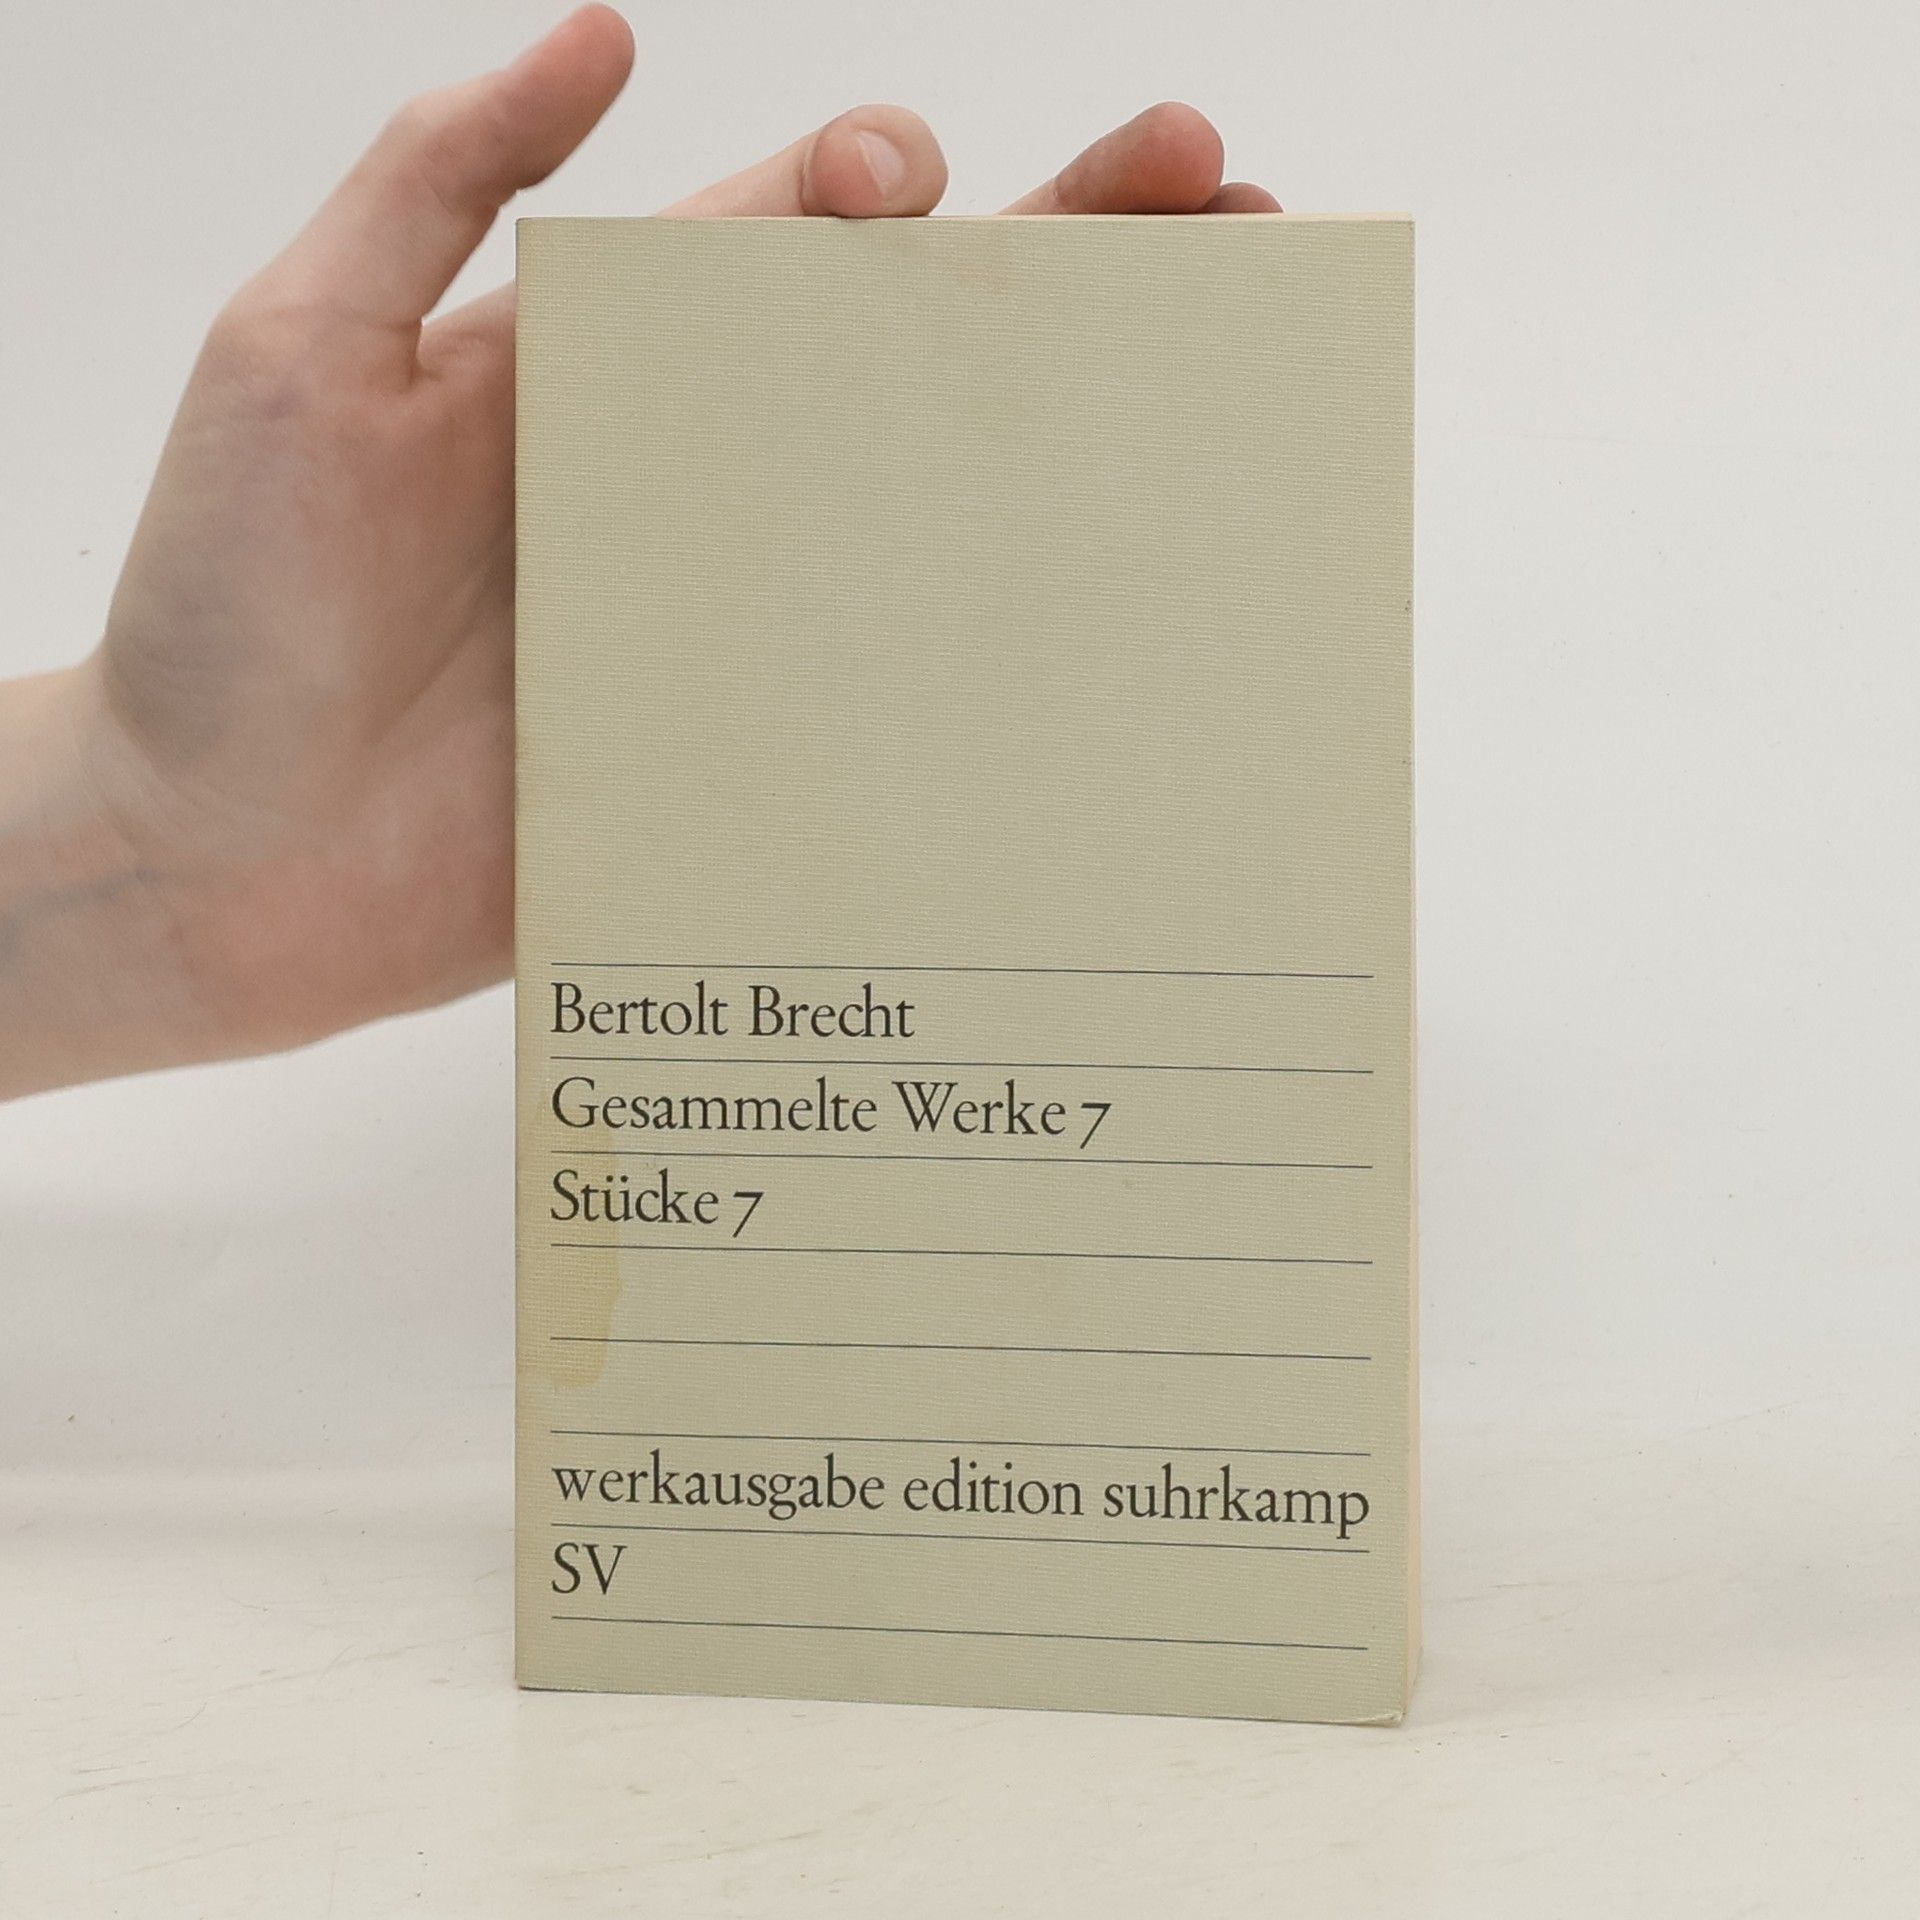 Bertolt Brecht
Gesammelte Werke 7
Stücke 7
werkausgabe edition suhrkamp
SV